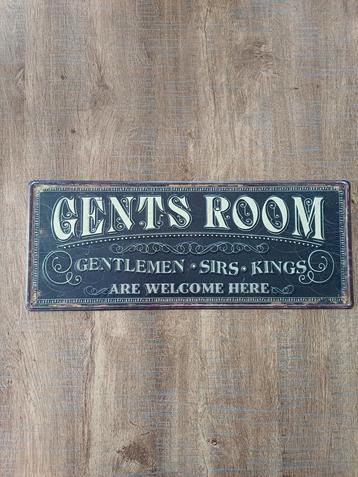 GENTS ROOM
GENTLEMEN • SIRS • KINGS
ARE WELCOME HERE